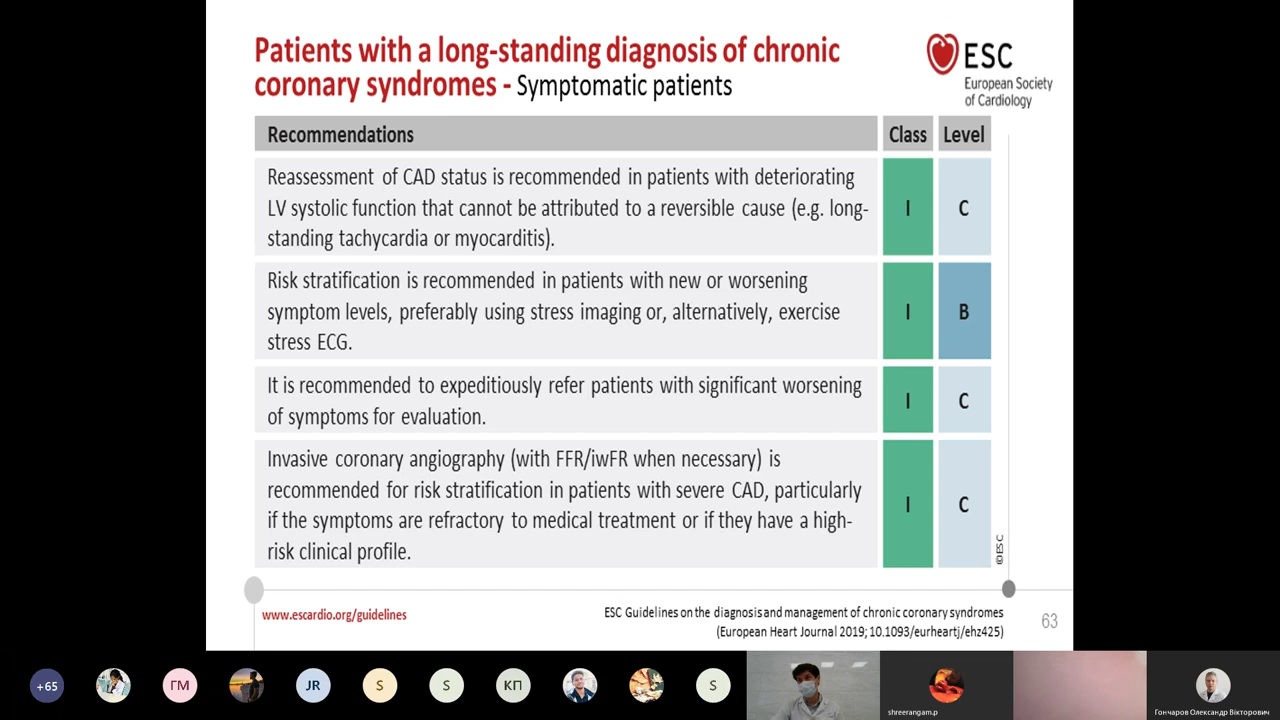 Patients with a long-standing diagnosis of chronic
coronary syndromes - Symptomatic patients
ESC
European Society
of Cardiology
Recommendations Class Level
Reassessment of CAD status is recommended in patients with deteriorating
LV systolic function that cannot be attributed to a reversible cause (e.g. long-
standing tachycardia or myocarditis).
I C
Risk stratification is recommended in patients with new or worsening
symptom levels, preferably using stress imaging or, alternatively, exercise
stress ECG.
I B
It is recommended to expeditiously refer patients with significant worsening
of symptoms for evaluation.
I C
Invasive coronary angiography (with FFR/iwFR when necessary) is
recommended for risk stratification in patients with severe CAD, particularly
if the symptoms are refractory to medical treatment or if they have a high-
risk clinical profile.
I C
©ESC
www.escardio.org/guidelines
ESC Guidelines on the diagnosis and management of chronic coronary syndromes
(European Heart Journal 2019; 10.1093/eurheartj/ehz425)
63
+65 ГМ JR S S КП S
shreerangam.p
Гончаров Олександр Вікторович